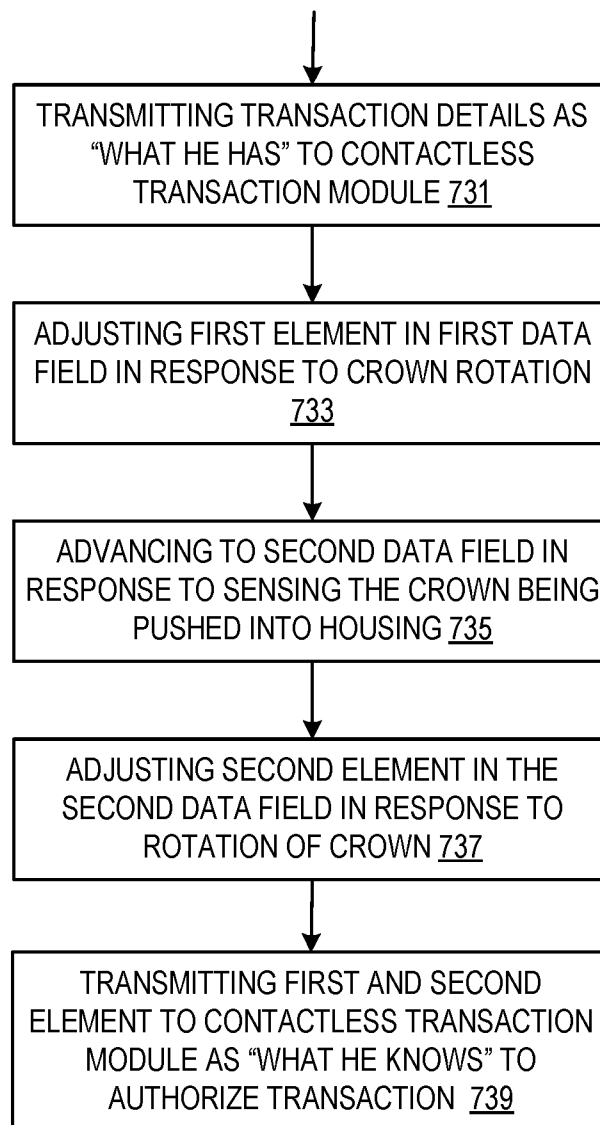 TRANSMITTING TRANSACTION DETAILS AS
“WHAT HE HAS” TO CONTACTLESS
TRANSACTION MODULE 731
ADJUSTING FIRST ELEMENT IN FIRST DATA
FIELD IN RESPONSE TO CROWN ROTATION
733
ADVANCING TO SECOND DATA FIELD IN
RESPONSE TO SENSING THE CROWN BEING
PUSHED INTO HOUSING 735
ADJUSTING SECOND ELEMENT IN THE
SECOND DATA FIELD IN RESPONSE TO
ROTATION OF CROWN 737
TRANSMITTING FIRST AND SECOND
ELEMENT TO CONTACTLESS TRANSACTION
MODULE AS “WHAT HE KNOWS” TO
AUTHORIZE TRANSACTION 739